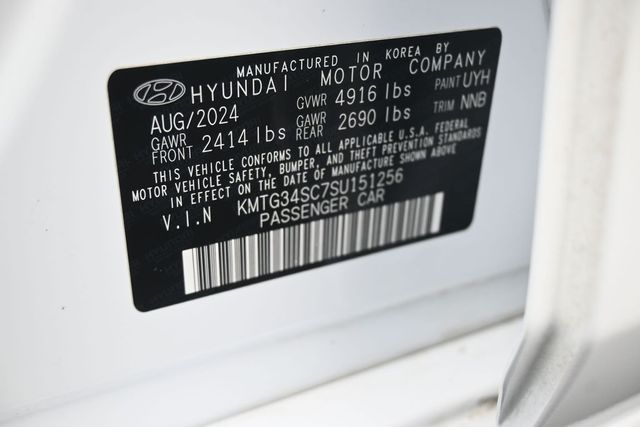 MANUFACTURED IN KOREA BY
HYUNDAI MOTOR COMPANY
AUG/2024 GVWR 4916 lbs PAINT UYH
GAWR FRONT 2414 lbs GAWR REAR 2690 lbs TRIM NNB
THIS VEHICLE CONFORMS TO ALL APPLICABLE U.S.A. FEDERAL
MOTOR VEHICLE SAFETY, BUMPER, AND THEFT PREVENTION STANDARDS
IN EFFECT ON THE DATE OF MANUFACTURE SHOWN ABOVE.
V.I.N KMTG34SC7SU151256
PASSENGER CAR